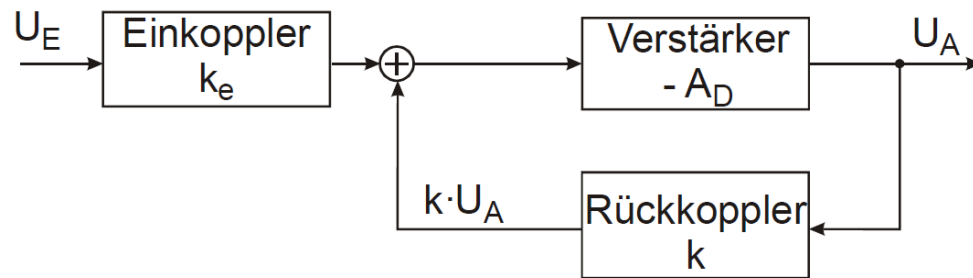 U_E
Einkoppler
k_e
+
Verstärker
- A_D
U_A
k·U_A
Rückkoppler
k